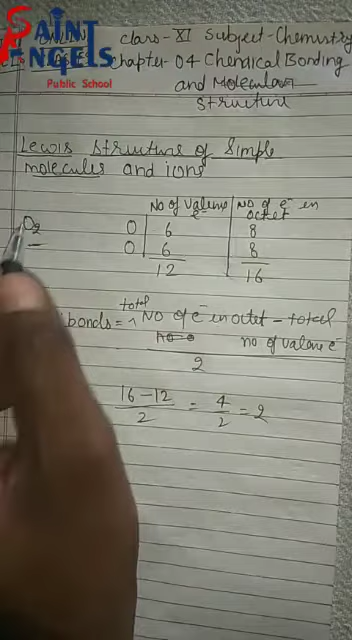 SAINT
ANGELS
Public School
class-XI Subject-Chemistry
Chapter-04 Chemical Bonding
and Molecular
structure
Lewis structure of Simple
molecules and ions
No of valene e⁻ No of e⁻ in octet
O₂ O 6 8
O 6 8
12 16
bonds = total No of e⁻ in octet - total no of valene e⁻
2
16-12 = 4 = 2
2 2